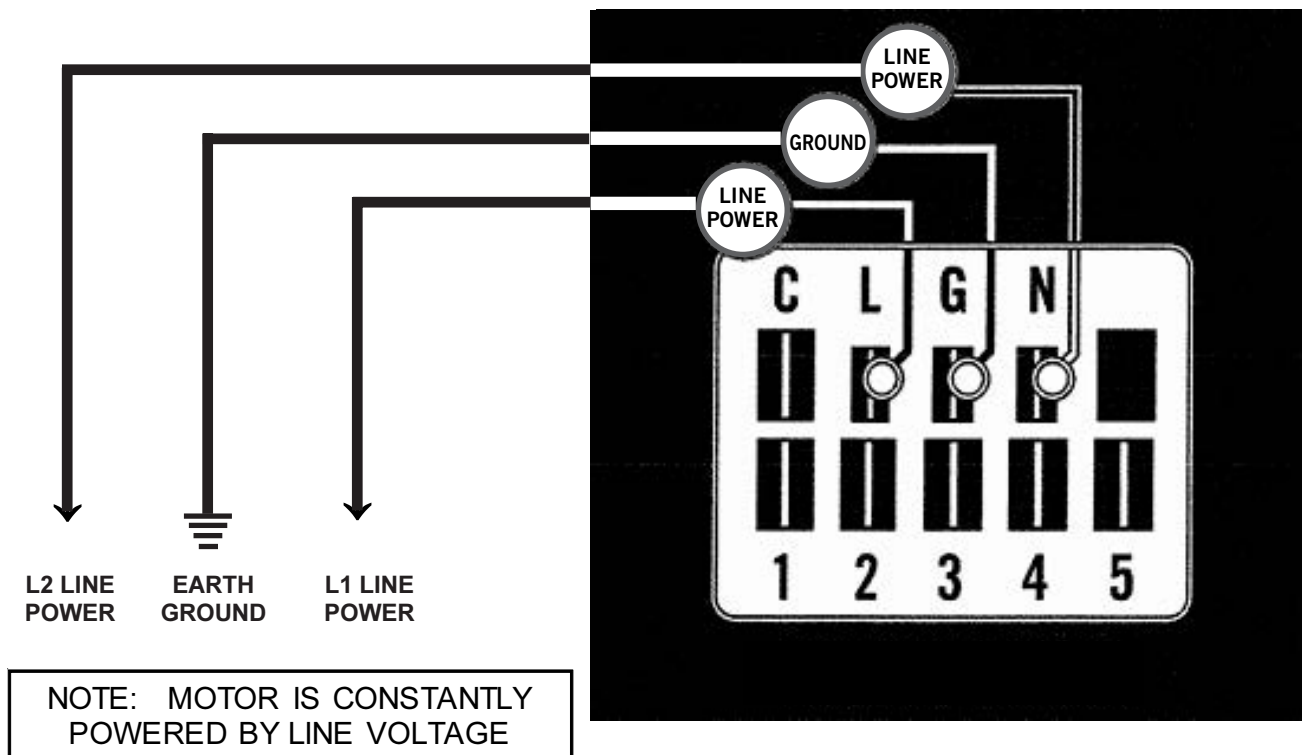 LINE
POWER
GROUND
LINE
POWER
C L G N
1 2 3 4 5
L2 LINE
POWER
EARTH
GROUND
L1 LINE
POWER
NOTE: MOTOR IS CONSTANTLY
POWERED BY LINE VOLTAGE